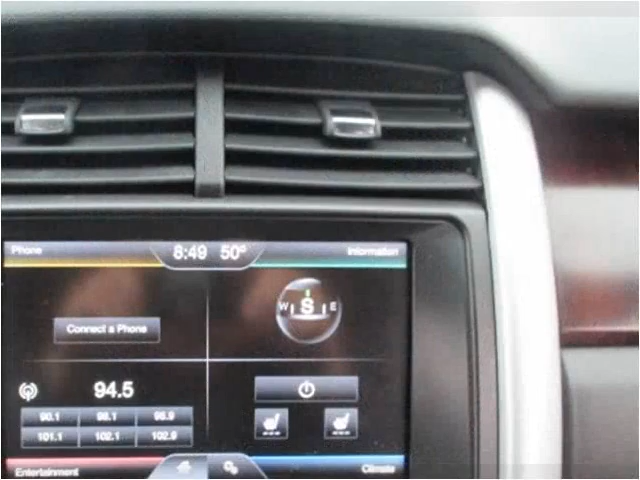 Phone 8:49 50° Information
W S E
Connect a Phone
94.5
90.1 98.1 98.9
101.1 102.1 102.9
Entertainment Climate